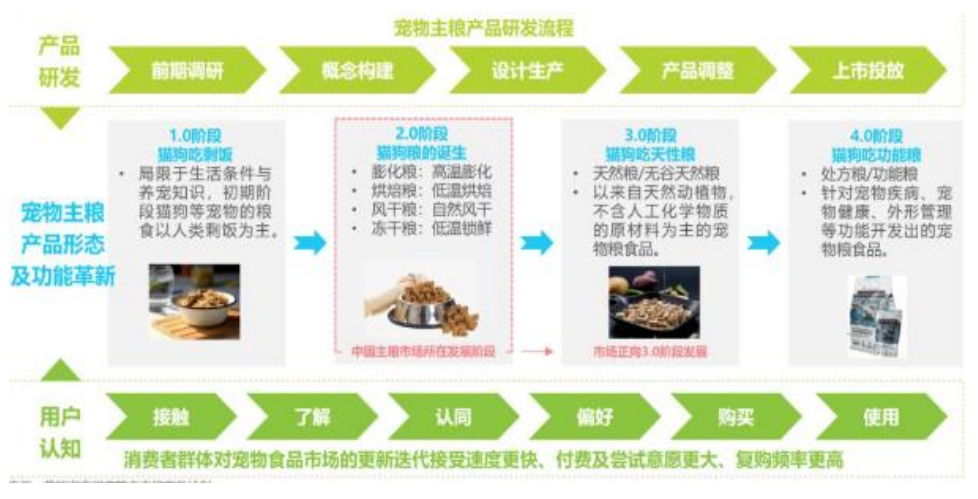 宠物主粮产品研发流程
产品
研发
前期调研
概念构建
设计生产
产品调整
上市投放
宠物主粮
产品形态
及功能革新
1.0阶段
猫狗吃剩饭
• 局限于生活条件与
养宠知识，初期阶
段猫狗等宠物的粮
食以人类剩饭为主。
2.0阶段
猫狗粮的诞生
• 膨化粮：高温膨化
• 烘焙粮：低温烘焙
• 风干粮：自然风干
• 冻干粮：低温锁鲜
中国主粮市场所在发展阶段
3.0阶段
猫狗吃天性粮
• 天然粮/无谷天然粮
• 以来自天然动植物，
不含人工化学物质
的原材料为主的宠
物粮食品。
市场正向3.0阶段发展
4.0阶段
猫狗吃功能粮
• 处方粮/功能粮
• 针对宠物疾病、宠
物健康、外形管理
等功能开发出的宠
物粮食品。
用户
认知
接触
了解
认同
偏好
购买
使用
消费者群体对宠物食品市场的更新迭代接受速度更快、付费及尝试意愿更大、复购频率更高